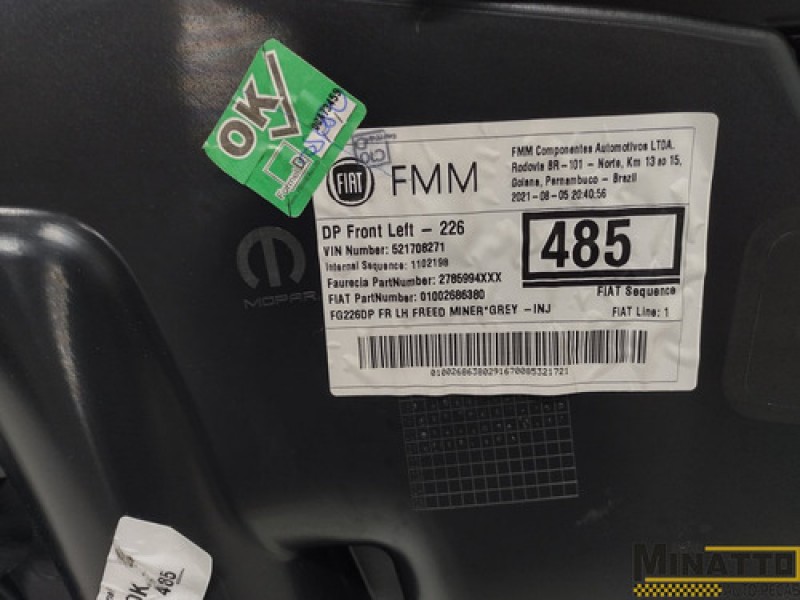 OK
FIAT
FMM
FMM Componentes Automotivos LTDA.
Rodovia BR-101 - Norte, Km 13 ao 15,
Goiana, Pernambuco - Brazil
2021-08-05 20:40:56
DP Front Left - 226
VIN Number: 521708271
Internal Sequence: 1102198
Faurecia PartNumber: 2785994XXX
FIAT PartNumber: 01002686380
FG226DP FR LH FREED MINER*GREY -INJ
485
FIAT Sequence
FIAT Line: 1
01002686380291670085321721
MOPAR
OK
485
MINATTO
AUTO PEÇAS